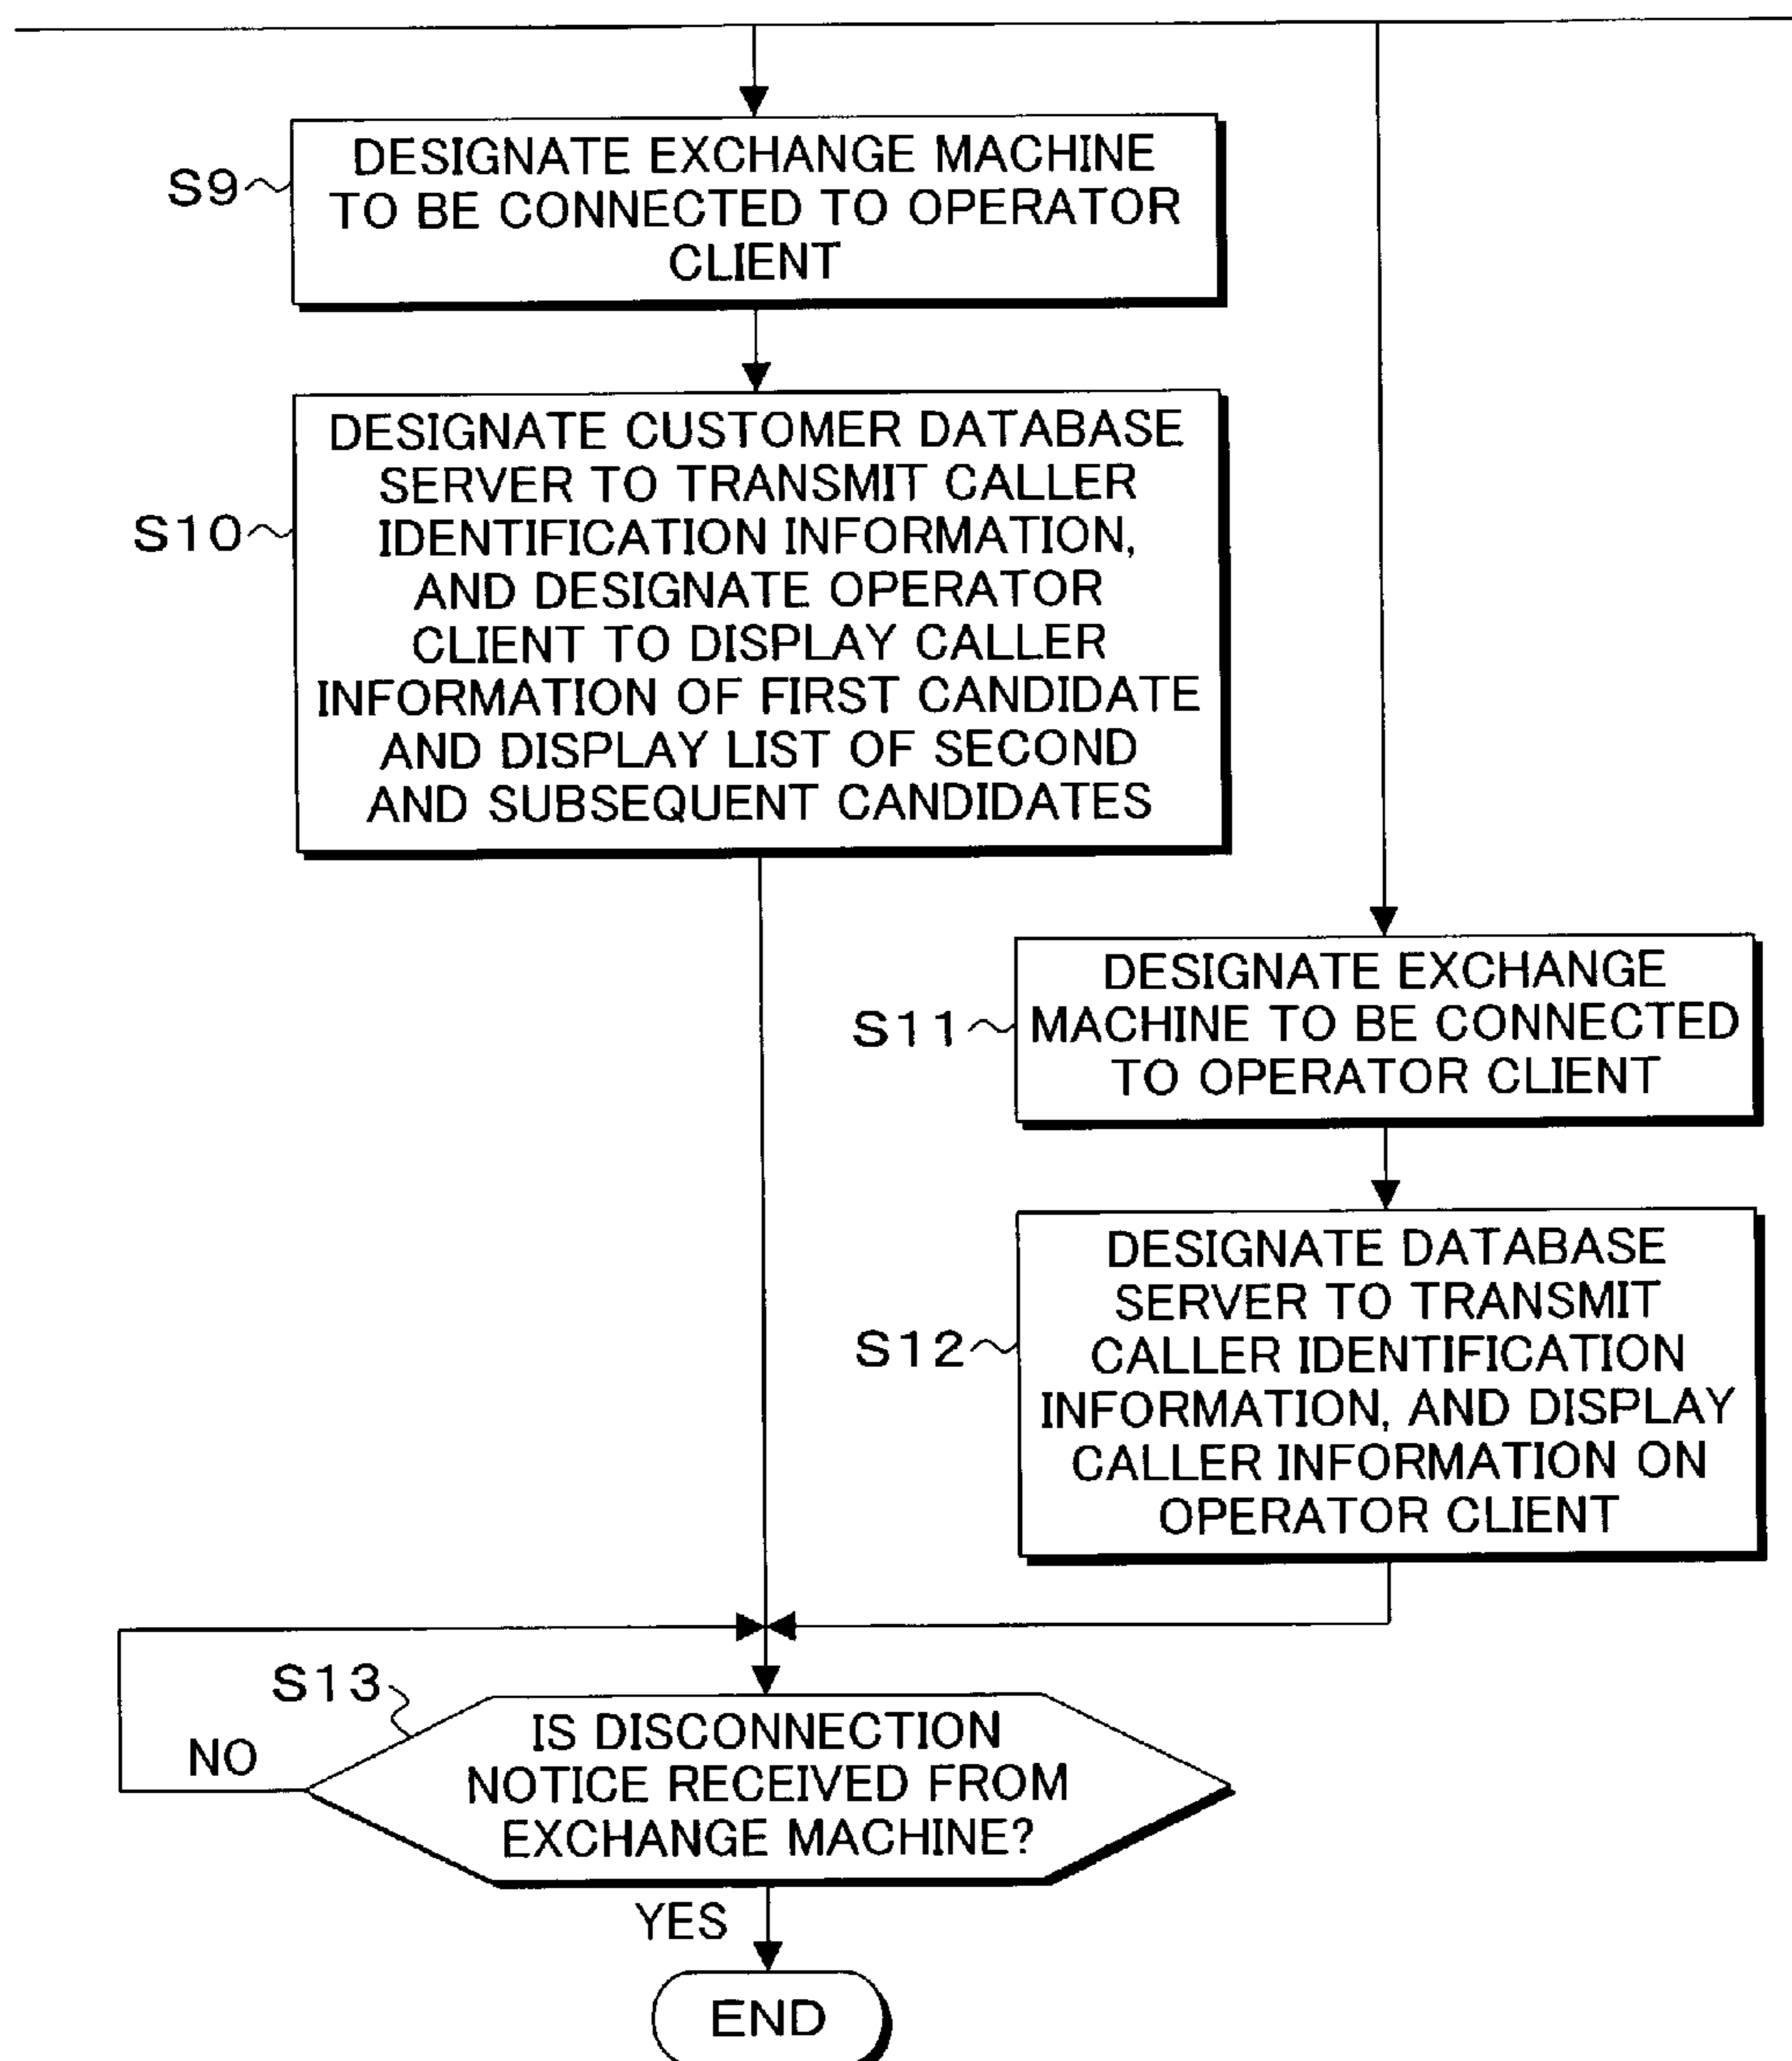 S9
DESIGNATE EXCHANGE MACHINE
TO BE CONNECTED TO OPERATOR
CLIENT
S10
DESIGNATE CUSTOMER DATABASE
SERVER TO TRANSMIT CALLER
IDENTIFICATION INFORMATION,
AND DESIGNATE OPERATOR
CLIENT TO DISPLAY CALLER
INFORMATION OF FIRST CANDIDATE
AND DISPLAY LIST OF SECOND
AND SUBSEQUENT CANDIDATES
S11
DESIGNATE EXCHANGE
MACHINE TO BE CONNECTED
TO OPERATOR CLIENT
S12
DESIGNATE DATABASE
SERVER TO TRANSMIT
CALLER IDENTIFICATION
INFORMATION, AND DISPLAY
CALLER INFORMATION ON
OPERATOR CLIENT
S13
IS DISCONNECTION
NOTICE RECEIVED FROM
EXCHANGE MACHINE?
NO
YES
END